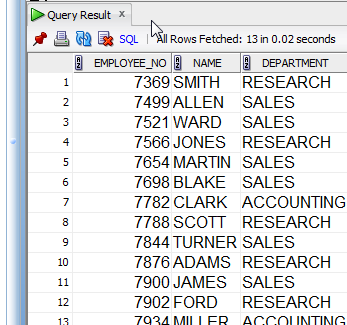 Query Result x
SQL | All Rows Fetched: 13 in 0.02 seconds
EMPLOYEE_NO NAME DEPARTMENT
1 7369 SMITH RESEARCH
2 7499 ALLEN SALES
3 7521 WARD SALES
4 7566 JONES RESEARCH
5 7654 MARTIN SALES
6 7698 BLAKE SALES
7 7782 CLARK ACCOUNTING
8 7788 SCOTT RESEARCH
9 7844 TURNER SALES
10 7876 ADAMS RESEARCH
11 7900 JAMES SALES
12 7902 FORD RESEARCH
13 7934 MILLER ACCOUNTING